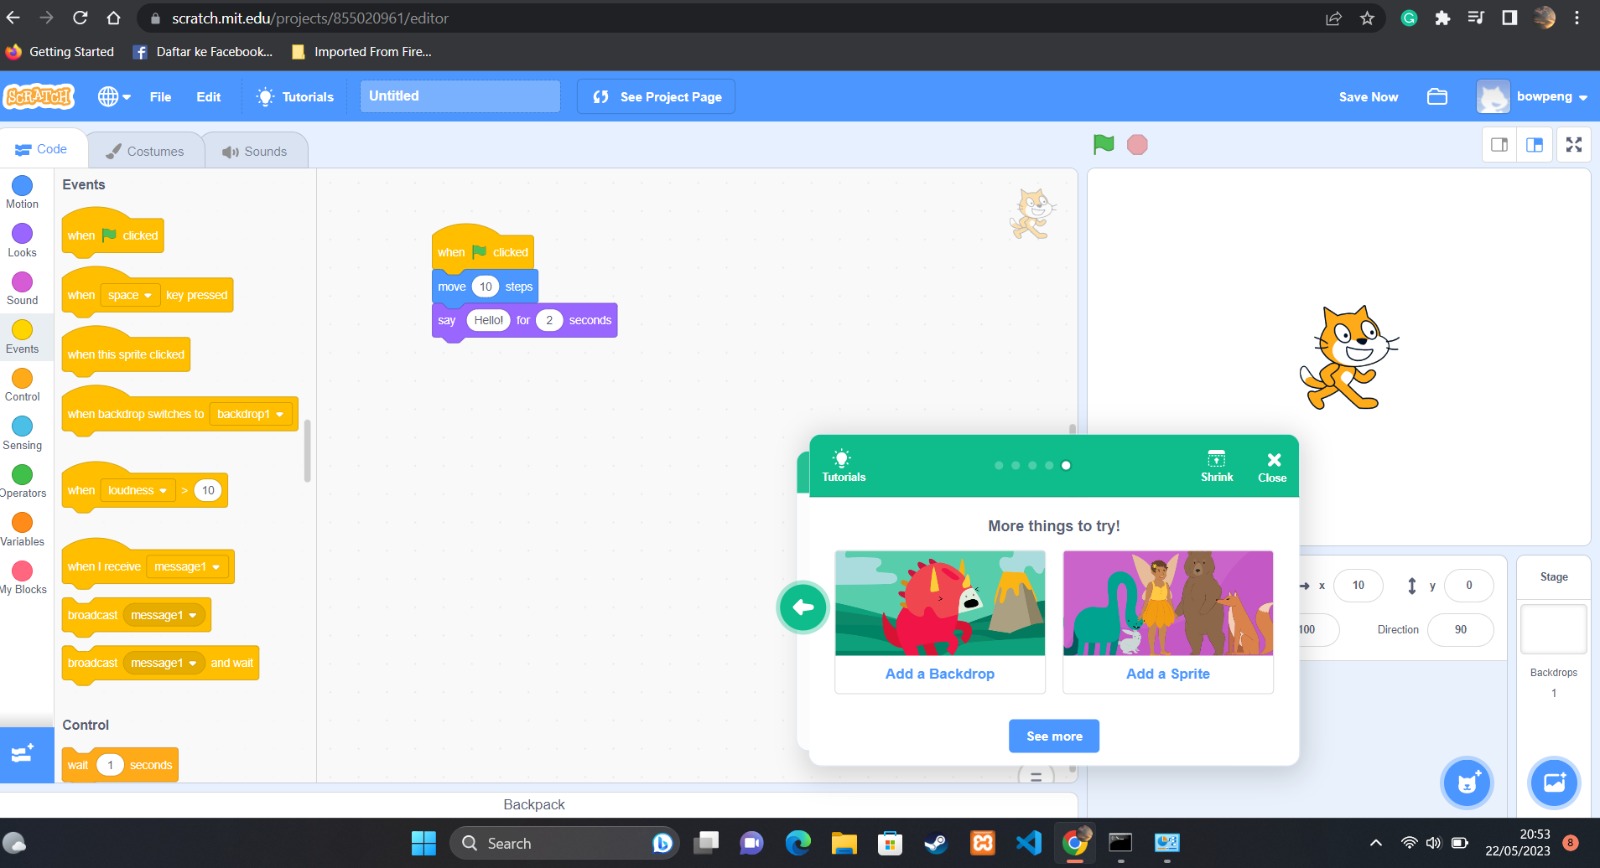 scratch.mit.edu/projects/855020961/editor
Getting Started
Daftar ke Facebook...
Imported From Fire...
SCRATCH
File
Edit
Tutorials
Untitled
See Project Page
Save Now
bowpeng
Code
Costumes
Sounds
Motion
Looks
Sound
Events
Control
Sensing
Operators
Variables
My Blocks
Events
when clicked
when space key pressed
when this sprite clicked
when backdrop switches to backdrop1
when loudness > 10
when I receive message1
broadcast message1
broadcast message1 and wait
Control
wait 1 seconds
when clicked
move 10 steps
say Hello! for 2 seconds
Tutorials
Shrink
Close
More things to try!
Add a Backdrop
Add a Sprite
See more
x 10 y 0
100 Direction 90
Stage
Backdrops
1
Backpack
Search
20:53
22/05/2023
8